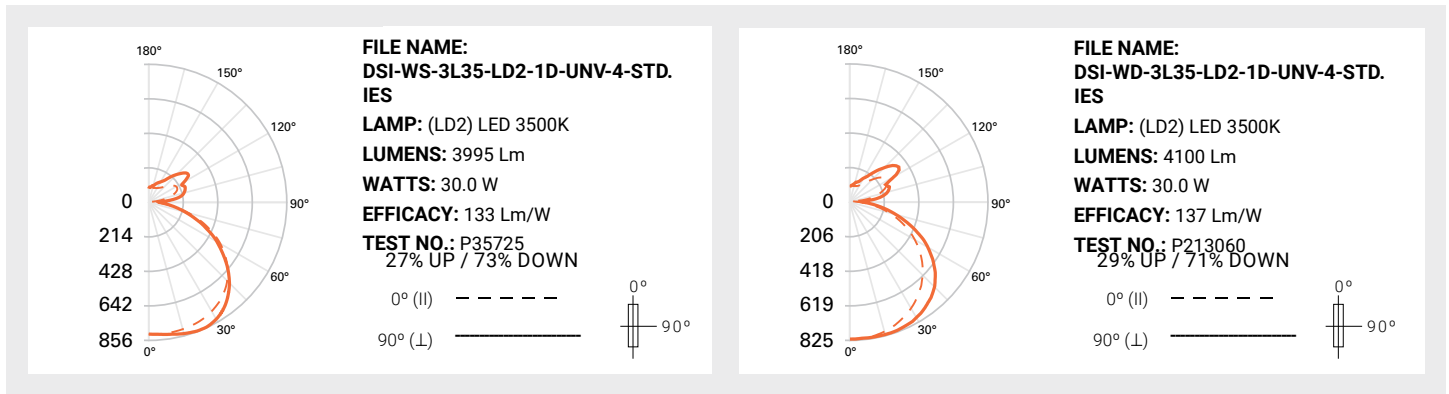 180°
150°
120°
90°
60°
30°
0°
0
214
428
642
856
FILE NAME:
DSI-WS-3L35-LD2-1D-UNV-4-STD.
IES
LAMP: (LD2) LED 3500K
LUMENS: 3995 Lm
WATTS: 30.0 W
EFFICACY: 133 Lm/W
TEST NO.: P35725
27% UP / 73% DOWN
0° (II)
90° (⊥)
0°
90°
180°
150°
120°
90°
60°
30°
0°
0
206
418
619
825
FILE NAME:
DSI-WD-3L35-LD2-1D-UNV-4-STD.
IES
LAMP: (LD2) LED 3500K
LUMENS: 4100 Lm
WATTS: 30.0 W
EFFICACY: 137 Lm/W
TEST NO.: P213060
29% UP / 71% DOWN
0° (II)
90° (⊥)
0°
90°